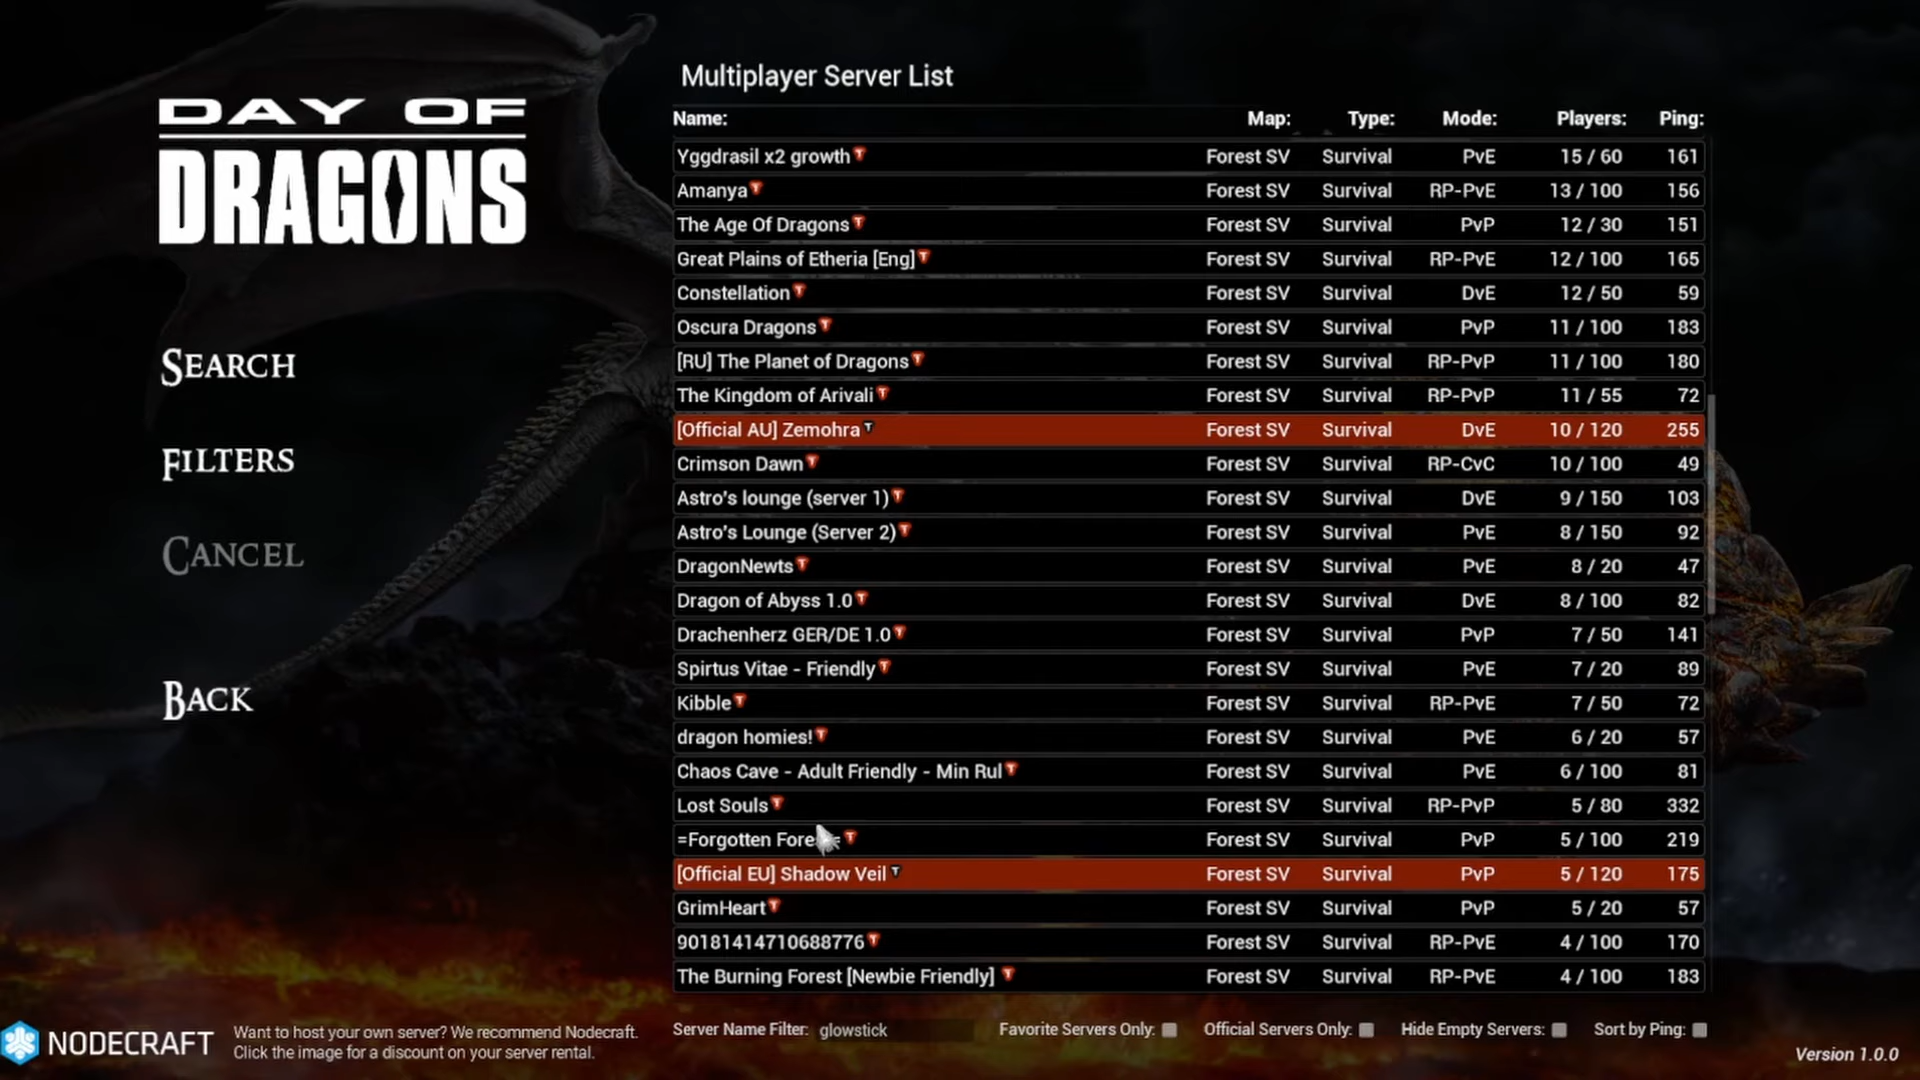 DAY OF
DRAGONS
SEARCH
FILTERS
CANCEL
BACK
Multiplayer Server List
Name: Map: Type: Mode: Players: Ping:
Yggdrasil x2 growth T Forest SV Survival PvE 15 / 60 161
Amanya T Forest SV Survival RP-PvE 13 / 100 156
The Age Of Dragons T Forest SV Survival PvP 12 / 30 151
Great Plains of Etheria [Eng] T Forest SV Survival RP-PvE 12 / 100 165
Constellation T Forest SV Survival DvE 12 / 50 59
Oscura Dragons T Forest SV Survival PvP 11 / 100 183
[RU] The Planet of Dragons T Forest SV Survival RP-PvP 11 / 100 180
The Kingdom of Arivali T Forest SV Survival RP-PvP 11 / 55 72
[Official AU] Zemohra T Forest SV Survival DvE 10 / 120 255
Crimson Dawn T Forest SV Survival RP-CvC 10 / 100 49
Astro's lounge (server 1) T Forest SV Survival DvE 9 / 150 103
Astro's Lounge (Server 2) T Forest SV Survival PvE 8 / 150 92
DragonNewts T Forest SV Survival PvE 8 / 20 47
Dragon of Abyss 1.0 T Forest SV Survival DvE 8 / 100 82
Drachenherz GER/DE 1.0 T Forest SV Survival PvP 7 / 50 141
Spirtus Vitae - Friendly T Forest SV Survival PvE 7 / 20 89
Kibble T Forest SV Survival RP-PvE 7 / 50 72
dragon homies! T Forest SV Survival PvE 6 / 20 57
Chaos Cave - Adult Friendly - Min Rul T Forest SV Survival PvE 6 / 100 81
Lost Souls T Forest SV Survival RP-PvP 5 / 80 332
=Forgotten Fore T Forest SV Survival PvP 5 / 100 219
[Official EU] Shadow Veil T Forest SV Survival PvP 5 / 120 175
GrimHeart T Forest SV Survival PvP 5 / 20 57
90181414710688776 T Forest SV Survival RP-PvE 4 / 100 170
The Burning Forest [Newbie Friendly] T Forest SV Survival RP-PvE 4 / 100 183
NODECRAFT
Want to host your own server? We recommend Nodecraft.
Click the image for a discount on your server rental.
Server Name Filter: glowstick Favorite Servers Only: Official Servers Only: Hide Empty Servers: Sort by Ping:
Version 1.0.0